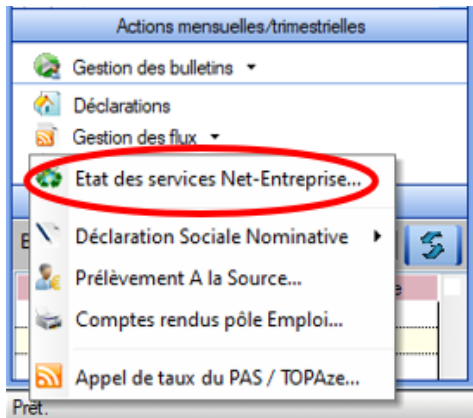 Actions mensuelles/trimestrielles
Gestion des bulletins
Déclarations
Gestion des flux
Etat des services Net-Entreprise...
Déclaration Sociale Nominative
Prélèvement A la Source...
Comptes rendus pôle Emploi...
Appel de taux du PAS / TOPAze...
Prêt.